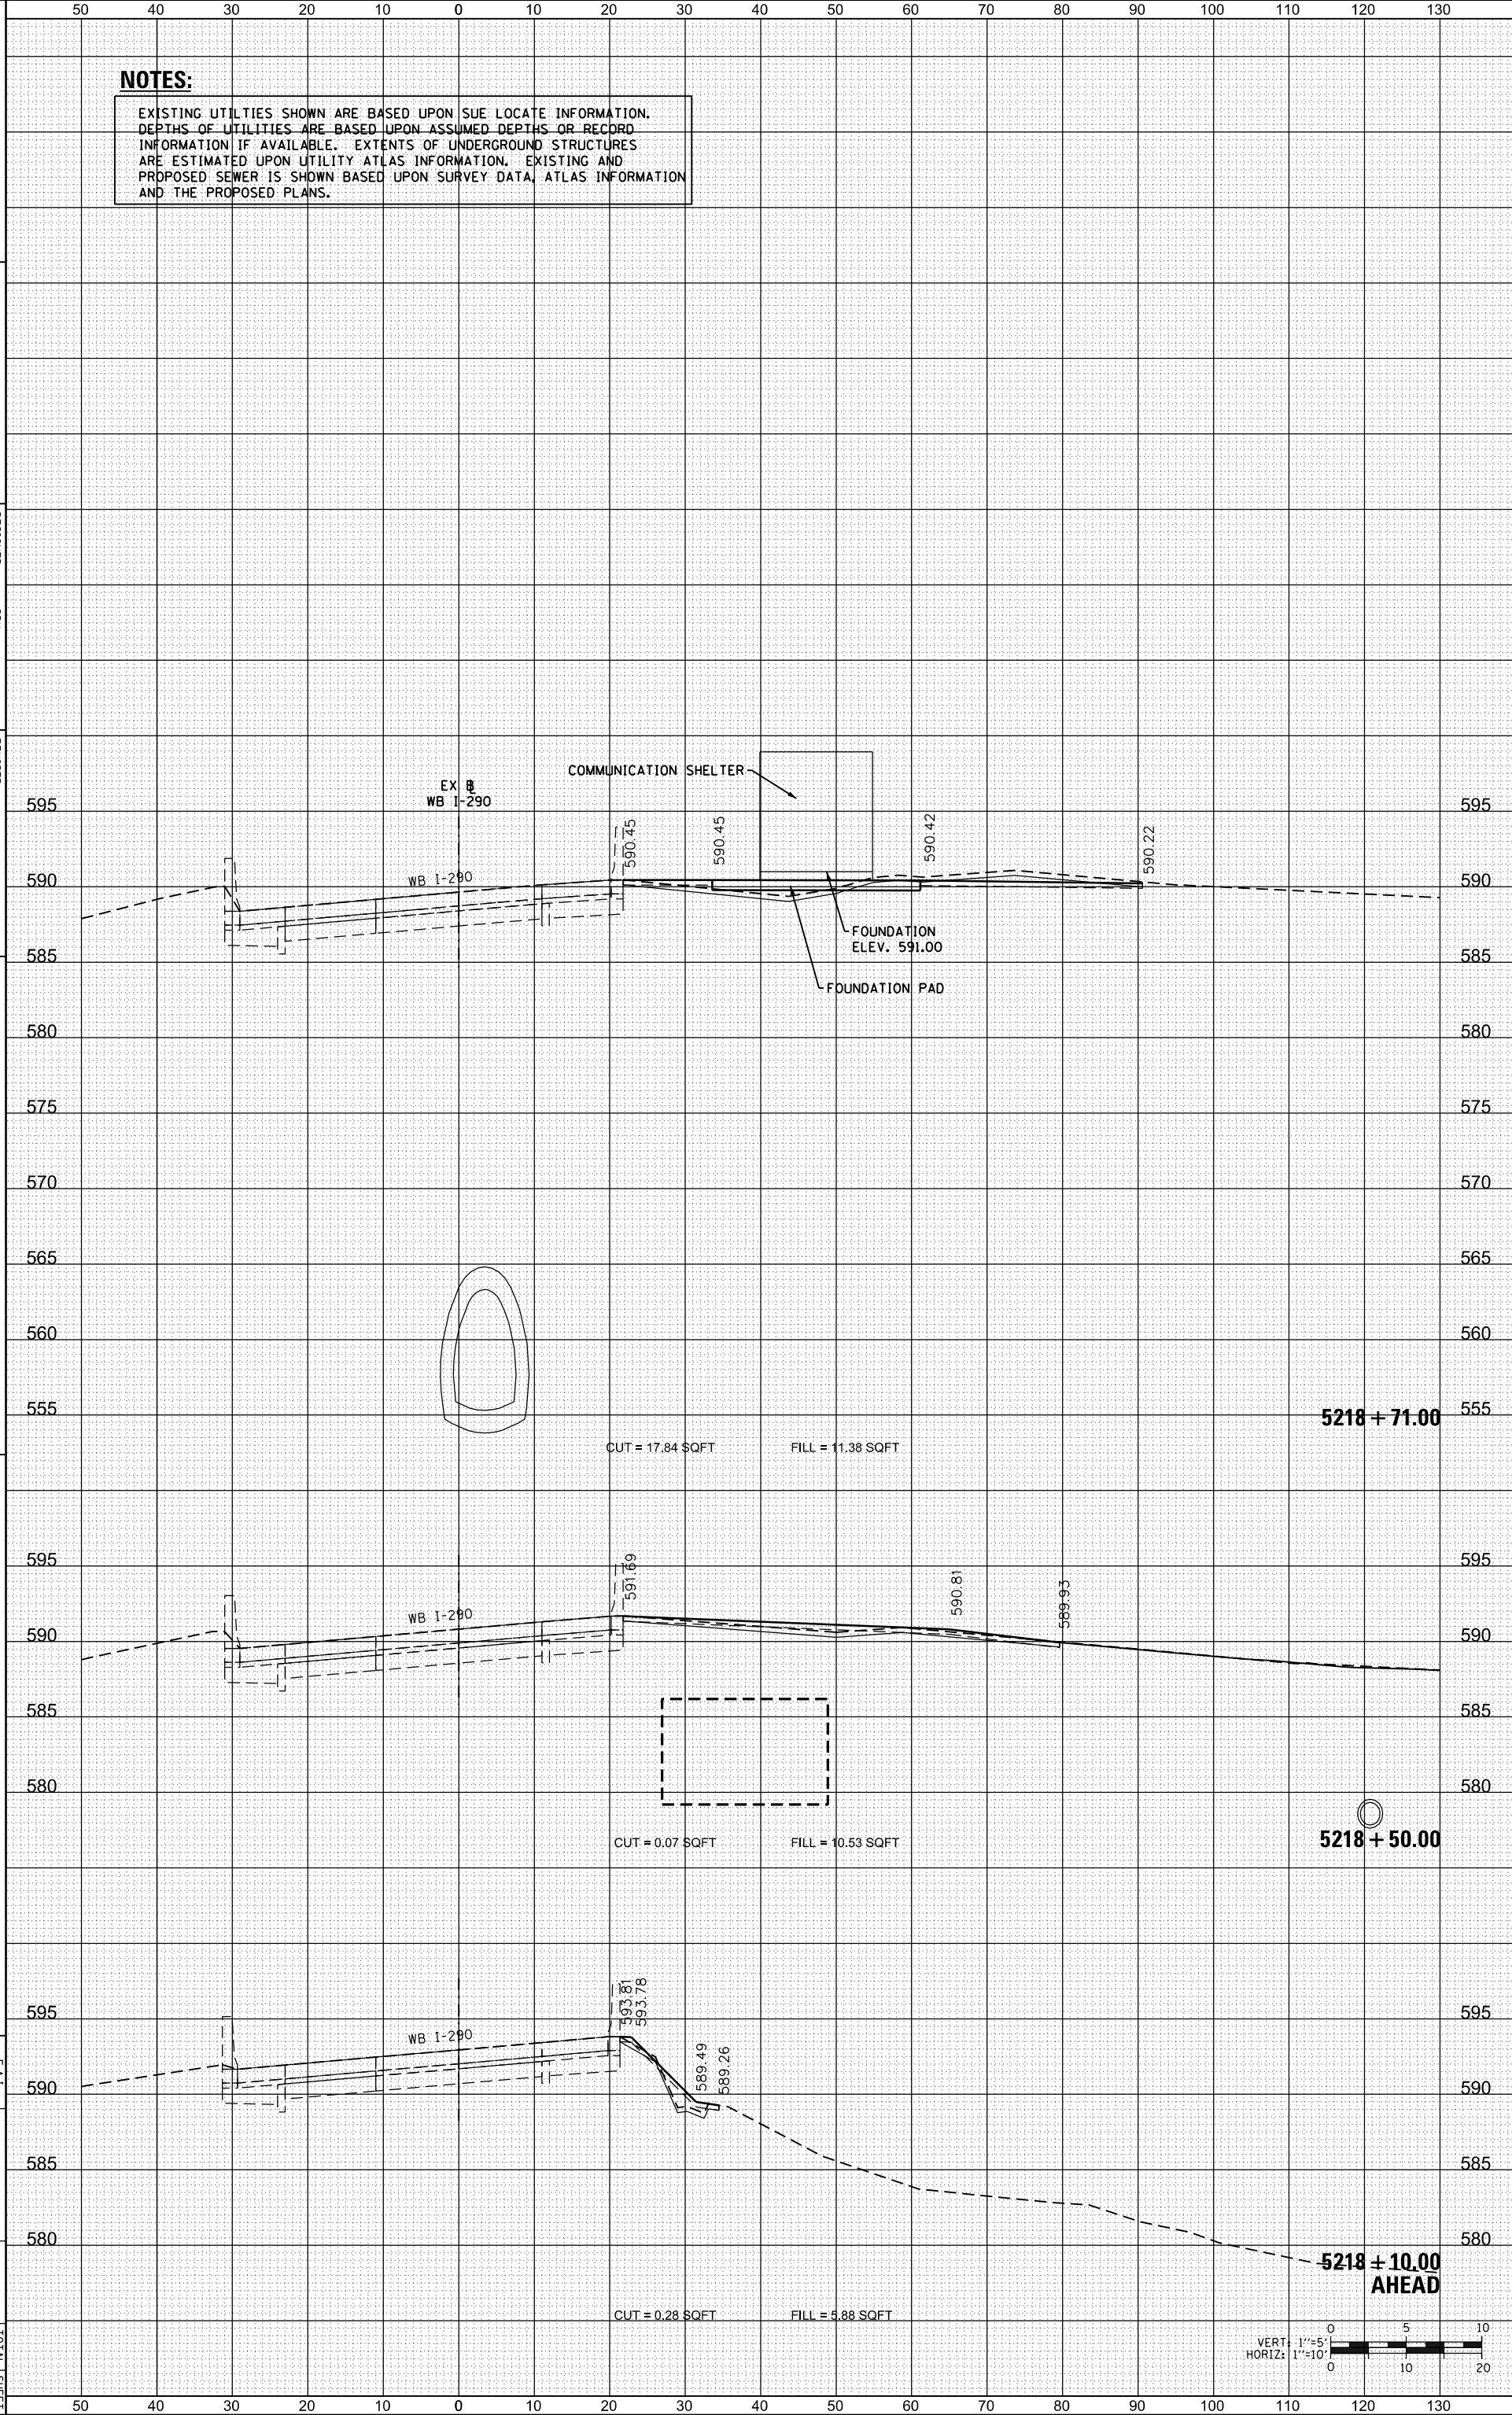 50 40 30 20 10 0 10 20 30 40 50 60 70 80 90 100 110 120 130
NOTES:
EXISTING UTILTIES SHOWN ARE BASED UPON SUE LOCATE INFORMATION.
DEPTHS OF UTILITIES ARE BASED UPON ASSUMED DEPTHS OR RECORD
INFORMATION IF AVAILABLE. EXTENTS OF UNDERGROUND STRUCTURES
ARE ESTIMATED UPON UTILITY ATLAS INFORMATION. EXISTING AND
PROPOSED SEWER IS SHOWN BASED UPON SURVEY DATA, ATLAS INFORMATION
AND THE PROPOSED PLANS.
COMMUNICATION SHELTER
EX ℄
WB I-290
595 595
590.45
590.45
590.42
590.22
WB I-290
590 590
FOUNDATION
ELEV. 591.00
585 585
FOUNDATION PAD
580 580
575 575
570 570
565 565
560 560
555 555
5218 + 71.00
CUT = 17.84 SQFT FILL = 11.38 SQFT
595 595
591.69
590.81
589.93
WB I-290
590 590
585 585
580 580
5218 + 50.00
CUT = 0.07 SQFT FILL = 10.53 SQFT
593.81
593.78
595 595
WB I-290
589.49
589.26
590 590
585 585
580 580
5218 + 10.00
AHEAD
CUT = 0.28 SQFT FILL = 5.88 SQFT
0 5 10
VERT: 1''=5'
HORIZ: 1''=10'
0 10 20
50 40 30 20 10 0 10 20 30 40 50 60 70 80 90 100 110 120 130